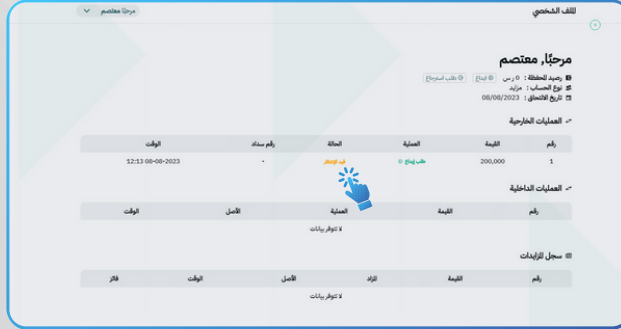 الملف الشخصي
مرحبًا معتصم
مرحبًا, معتصم
رصيد المحفظة : 0 ر.س إيداع طلب استرجاع
نوع الحساب : مزايد
تاريخ الالتحاق : 08/08/2023
العمليات الخارجية
رقم القيمة العملية الحالة رقم سداد الوقت
1 200,000 طلب إيداع قيد الإنتظار - 12:13 08-08-2023
العمليات الداخلية
رقم القيمة العملية الأصل الوقت
لا تتوفر بيانات
سجل المزايدات
رقم القيمة المزاد الأصل الوقت فائز
لا تتوفر بيانات